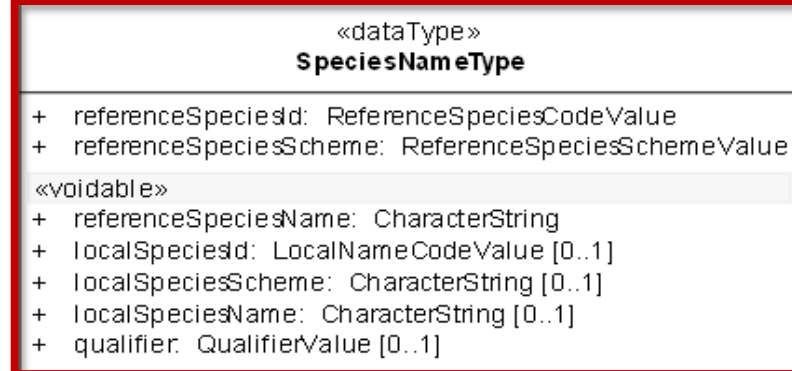 «dataType»
SpeciesNameType
+ referenceSpeciesId: ReferenceSpeciesCodeValue
+ referenceSpeciesScheme: ReferenceSpeciesSchemeValue
«voidable»
+ referenceSpeciesName: CharacterString
+ localSpeciesId: LocalNameCodeValue [0..1]
+ localSpeciesScheme: CharacterString [0..1]
+ localSpeciesName: CharacterString [0..1]
+ qualifier: QualifierValue [0..1]